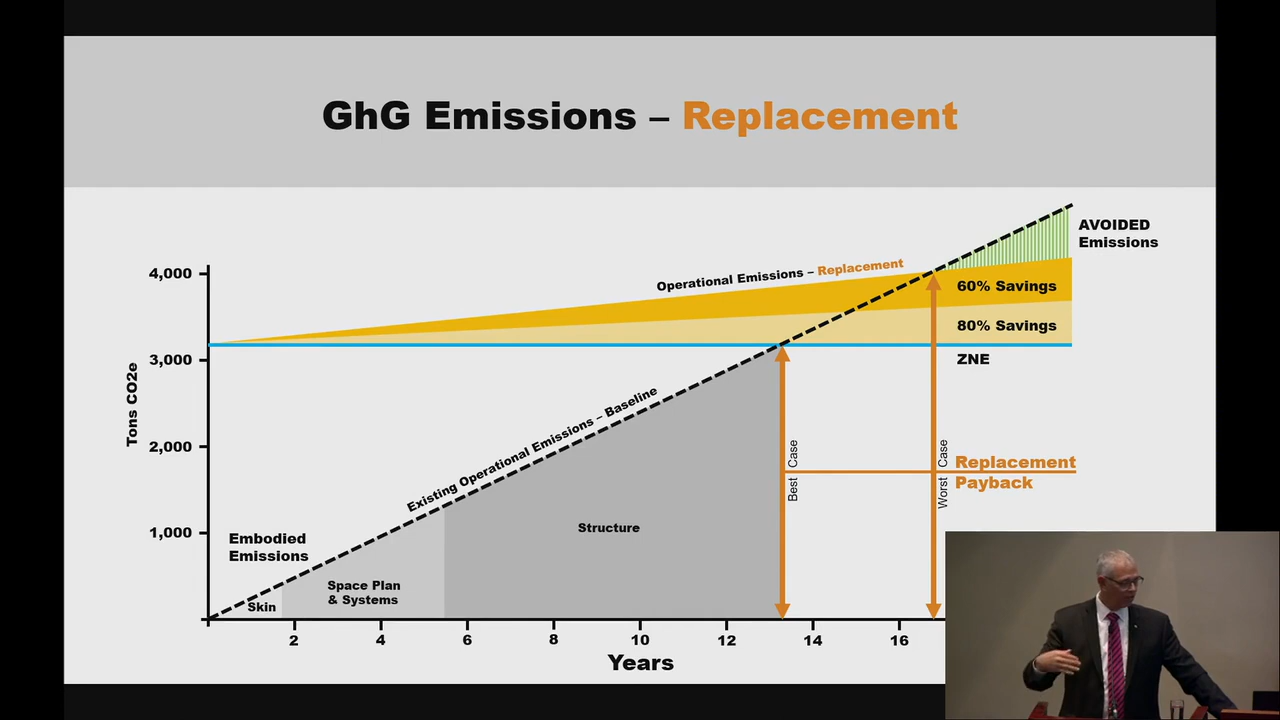 GhG Emissions – Replacement
AVOIDED
Emissions
Operational Emissions – Replacement
4,000
60% Savings
80% Savings
ZNE
3,000
Tons CO2e
Existing Operational Emissions – Baseline
2,000
Best Case
Worst Case
Replacement
Payback
1,000
Embodied
Emissions
Structure
Space Plan
& Systems
Skin
2
4
6
8
10
12
14
16
Years